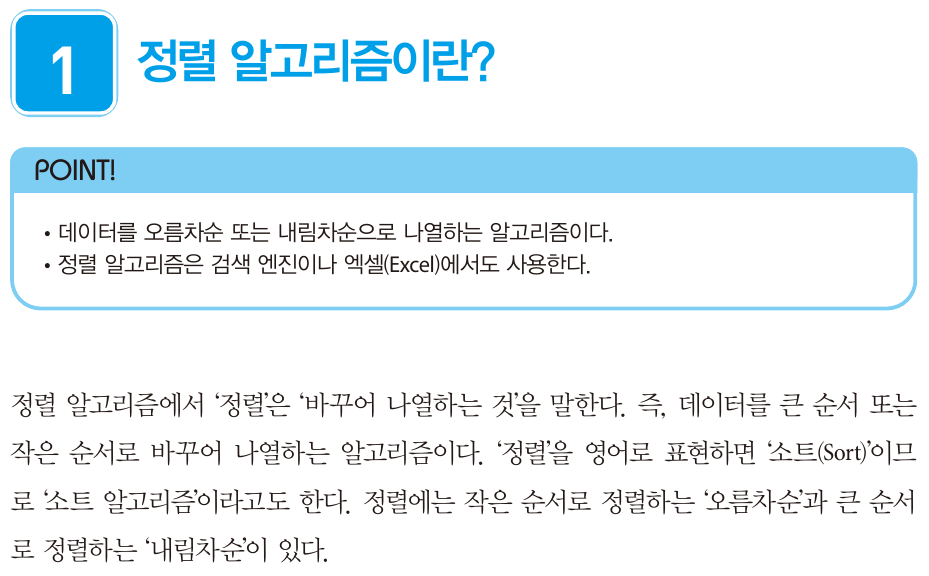 1 정렬 알고리즘이란?
POINT!
• 데이터를 오름차순 또는 내림차순으로 나열하는 알고리즘이다.
• 정렬 알고리즘은 검색 엔진이나 엑셀(Excel)에서도 사용한다.
정렬 알고리즘에서 ‘정렬’은 ‘바꾸어 나열하는 것’을 말한다. 즉, 데이터를 큰 순서 또는
작은 순서로 바꾸어 나열하는 알고리즘이다. ‘정렬’을 영어로 표현하면 ‘소트(Sort)’이므
로 ‘소트 알고리즘’이라고도 한다. 정렬에는 작은 순서로 정렬하는 ‘오름차순’과 큰 순서
로 정렬하는 ‘내림차순’이 있다.